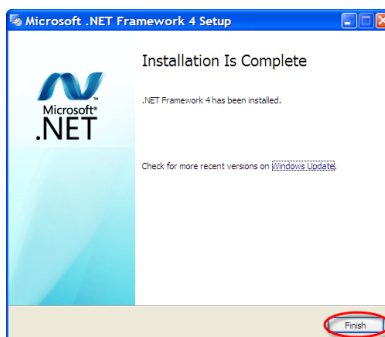 Microsoft .NET Framework 4 Setup
Installation Is Complete
.NET Framework 4 has been installed.
Microsoft®
.NET
Check for more recent versions on Windows Update.
Finish